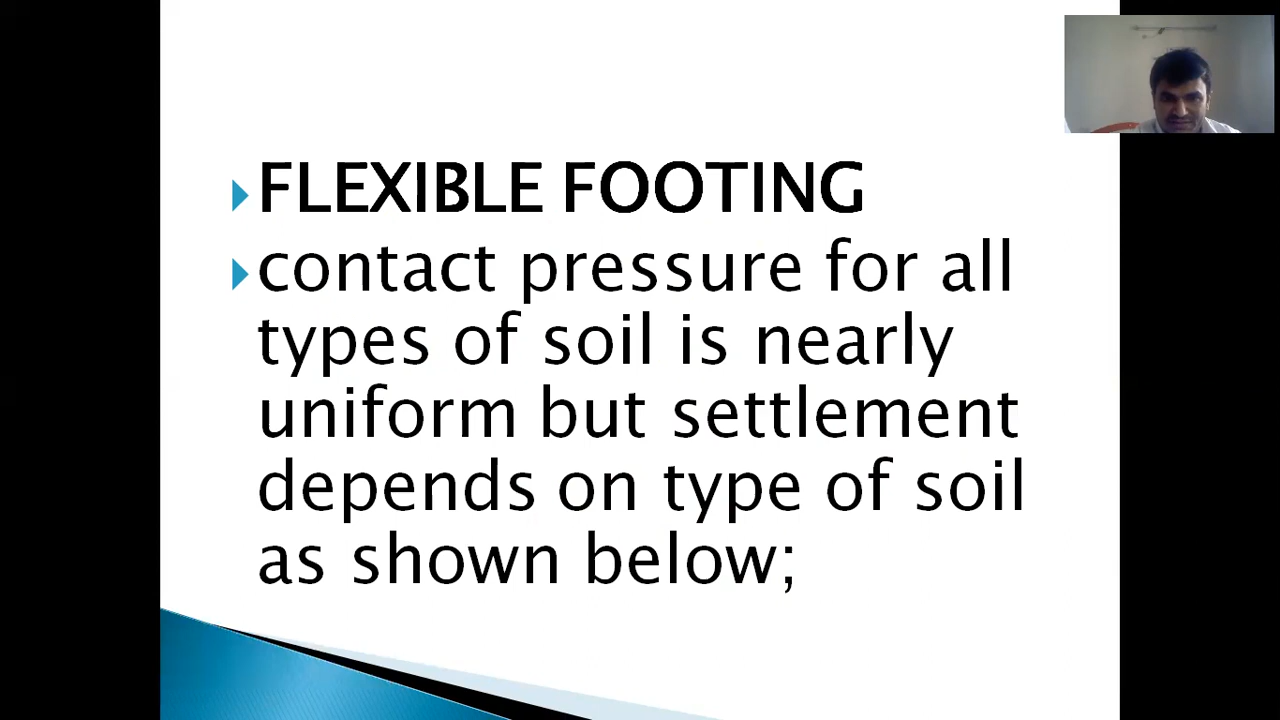 FLEXIBLE FOOTING
contact pressure for all
types of soil is nearly
uniform but settlement
depends on type of soil
as shown below;